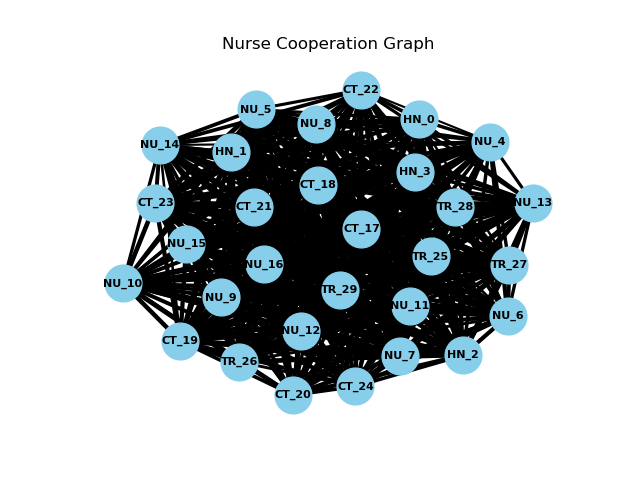 Nurse Cooperation Graph
CT_22
NU_5
HN_0
NU_8
NU_4
NU_14
HN_1
HN_3
CT_18
CT_23
CT_21
TR_28
NU_13
CT_17
NU_15
TR_25
NU_16
TR_27
NU_10
TR_29
NU_9
NU_11
NU_6
NU_12
CT_19
HN_2
NU_7
TR_26
CT_24
CT_20